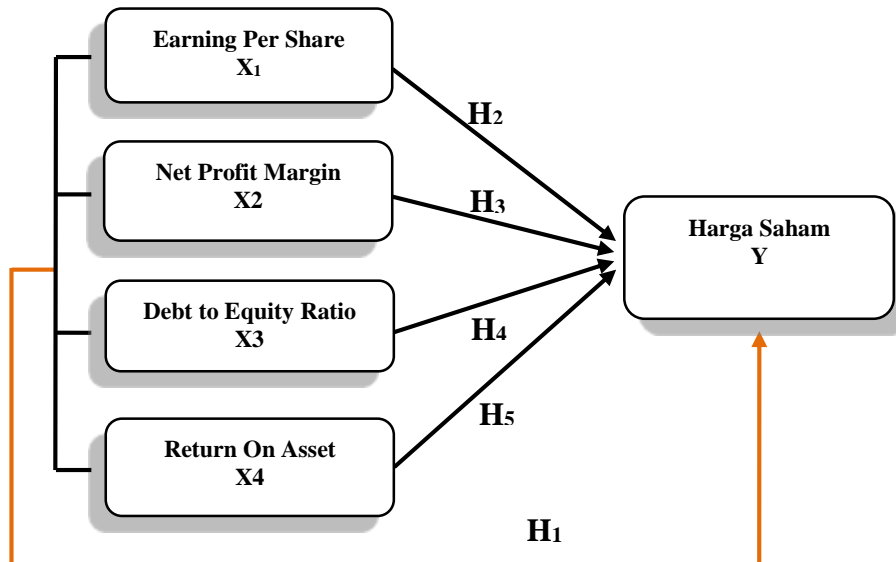 Earning Per Share
X1
H2
Net Profit Margin
X2
H3
Harga Saham
Y
Debt to Equity Ratio
X3
H4
Return On Asset
X4
H5
H1